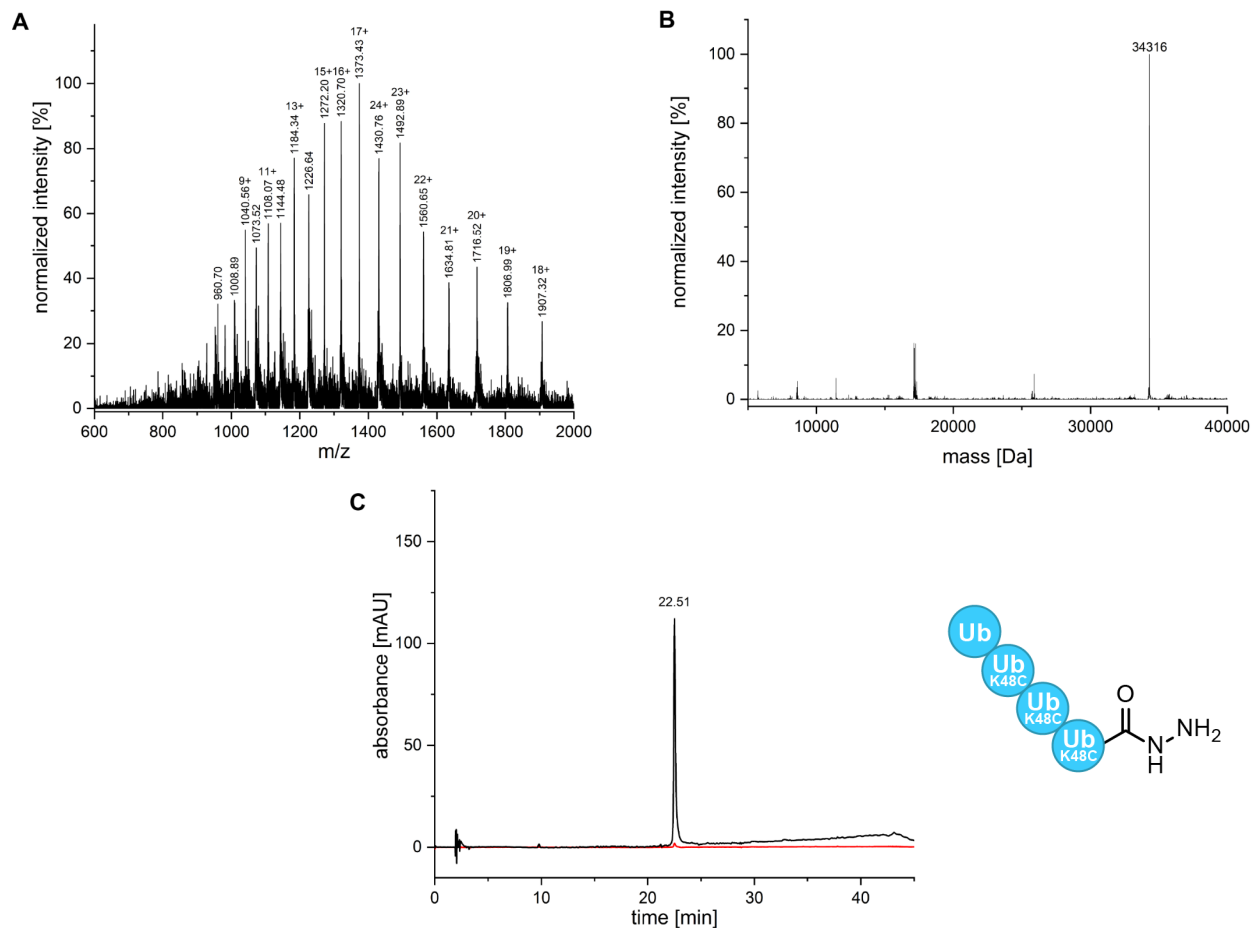 A
normalized intensity [%]
100
80
60
40
20
0
960.70
1008.89
9+
1040.56
1073.52
11+
1108.07
1144.48
13+
1184.34
1226.64
15+
1272.20
16+
1320.70
17+
1373.43
24+
1430.76
23+
1492.89
22+
1560.65
21+
1634.81
20+
1716.52
19+
1806.99
18+
1907.32
600 800 1000 1200 1400 1600 1800 2000
m/z
B
normalized intensity [%]
100
80
60
40
20
0
34316
10000 20000 30000 40000
mass [Da]
C
absorbance [mAU]
150
100
50
0
22.51
0 10 20 30 40
time [min]
Ub
Ub
K48C
Ub
K48C
Ub
K48C
O
N
H
NH2